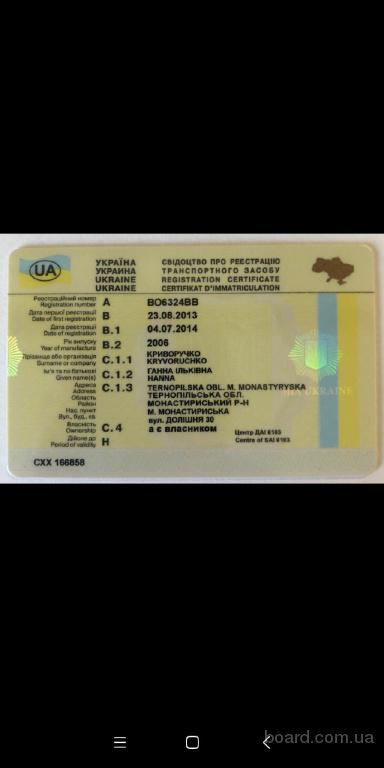 UA
УКРАЇНА СВІДОЦТВО ПРО РЕЄСТРАЦІЮ
УКРАИНА ТРАНСПОРТНОГО ЗАСОБУ
UKRAINE REGISTRATION CERTIFICATE
UKRAINE CERTIFIKAT D'IMMATRICULATION
Реєстраційний номер
Registration number A BO6324BB
Дата першої реєстрації
Date of first registration B 23.08.2013
Дата реєстрації
Date of registration B.1 04.07.2014
Рік випуску
Year of manufacture B.2 2006
Прізвище або організація C.1.1 КРИВОРУЧКО
Surname or company KRYVORUCHKO
Ім'я та по батькові C.1.2 ГАННА ІЛЬКІВНА
Given name(s) HANNA
Адреса C.1.3 TERNOPILSKA OBL. M. MONASTYRYSKA
Address
Область ТЕРНОПІЛЬСЬКА ОБЛ.
Район МОНАСТИРИСЬКИЙ Р-Н
Нас. пункт М. МОНАСТИРИСЬКА
Вул., буд., кв. вул. ДОЛІШНЯ 30
Власність C.4 а є власником
Ownership
Дійсне до H
Period of validity
Центр ДАІ 6103
Centre of SAI 6103
UKRAINE
CXX 166858
board.com.ua